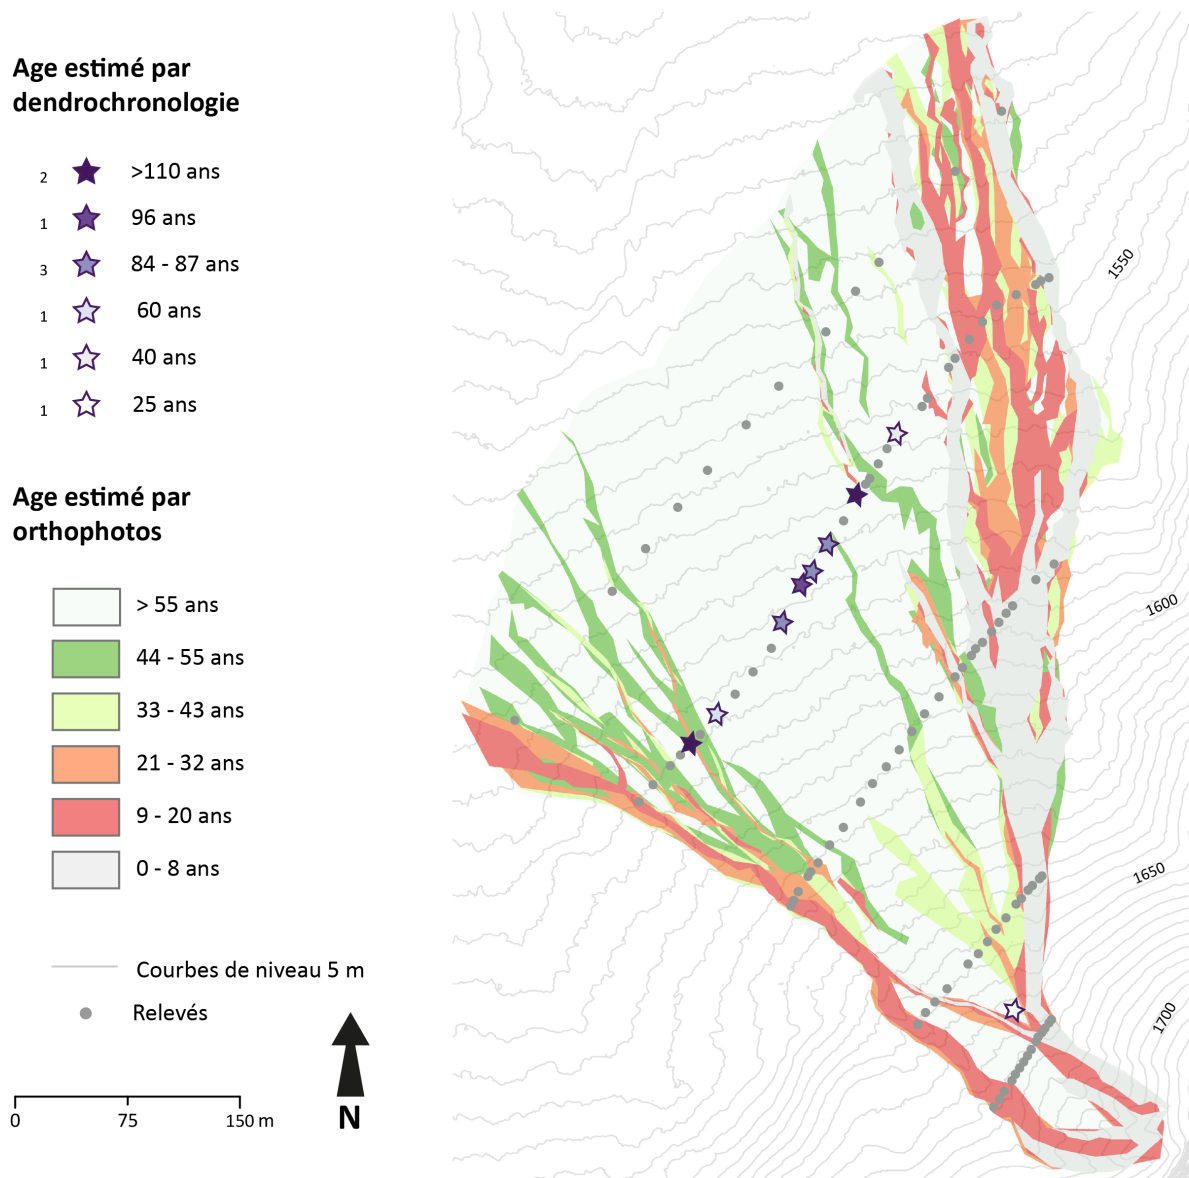 Age estimé par
dendrochronologie
2 >110 ans
1 96 ans
3 84 - 87 ans
1 60 ans
1 40 ans
1 25 ans
Age estimé par
orthophotos
> 55 ans
44 - 55 ans
33 - 43 ans
21 - 32 ans
9 - 20 ans
0 - 8 ans
Courbes de niveau 5 m
Relevés
0 75 150 m
N
1550
1600
1650
1700